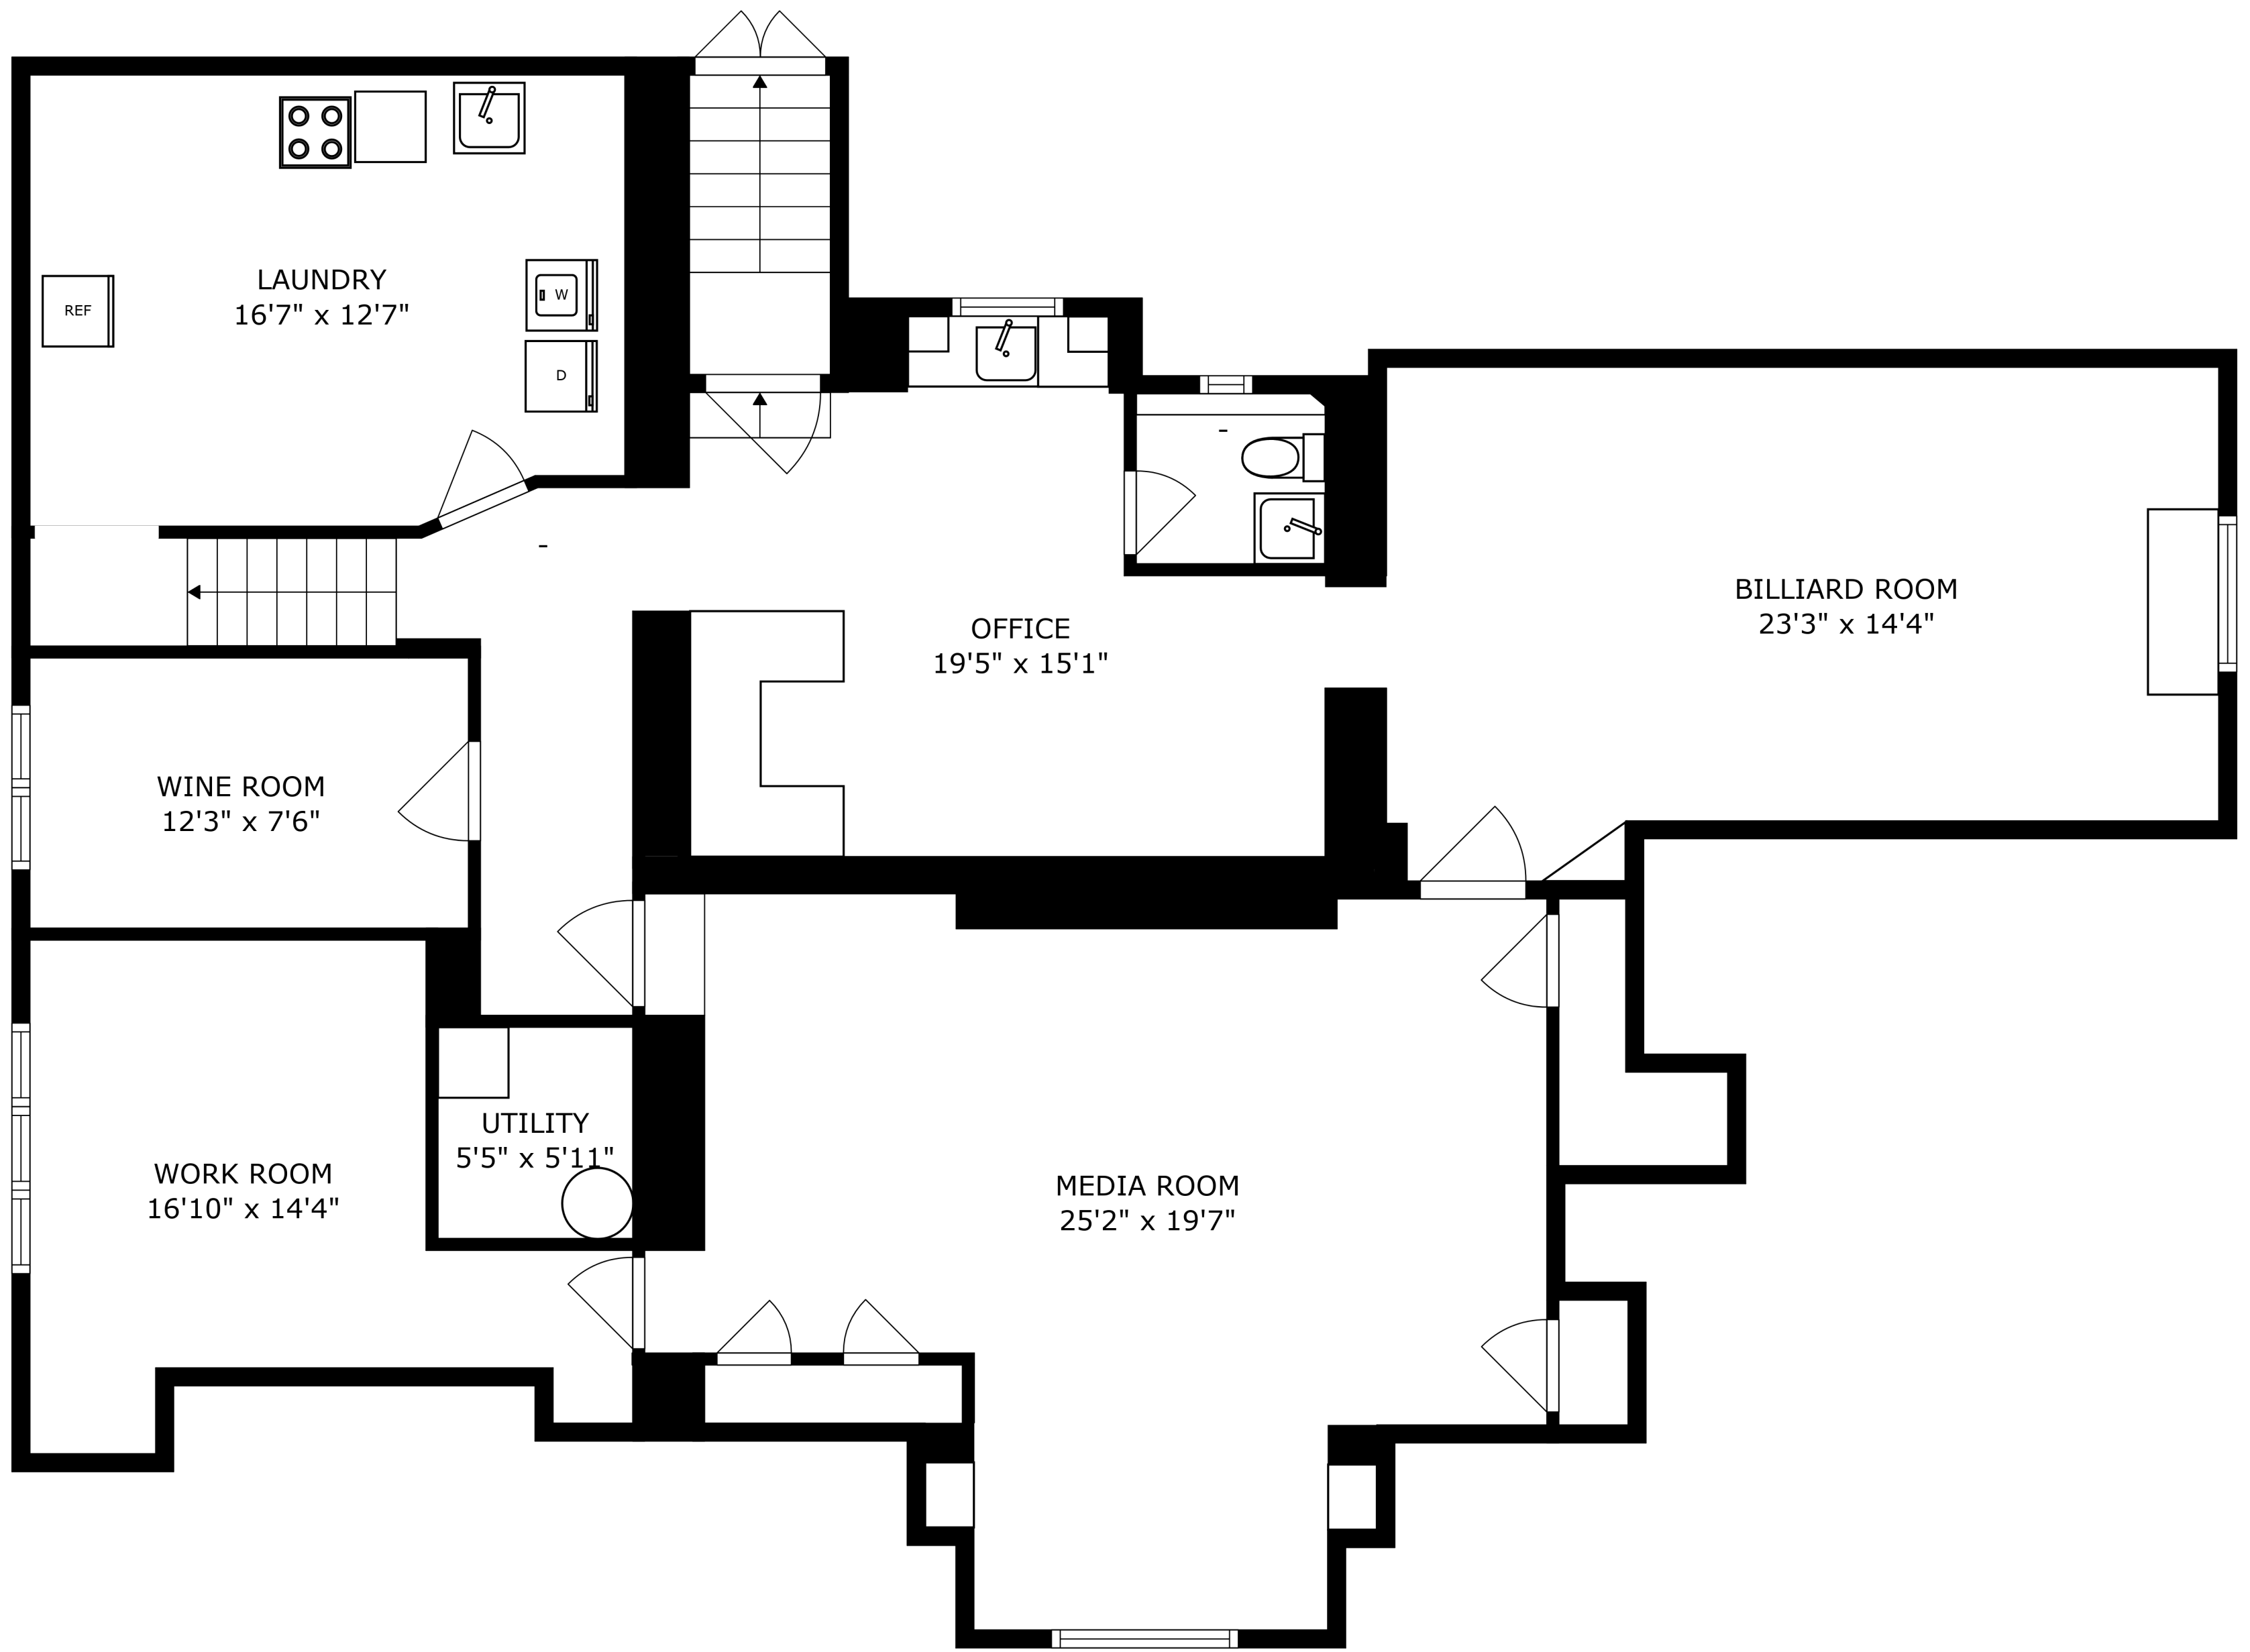 LAUNDRY
16'7" x 12'7"
REF
W
D
-
-
OFFICE
19'5" x 15'1"
BILLIARD ROOM
23'3" x 14'4"
WINE ROOM
12'3" x 7'6"
UTILITY
5'5" x 5'11"
WORK ROOM
16'10" x 14'4"
MEDIA ROOM
25'2" x 19'7"